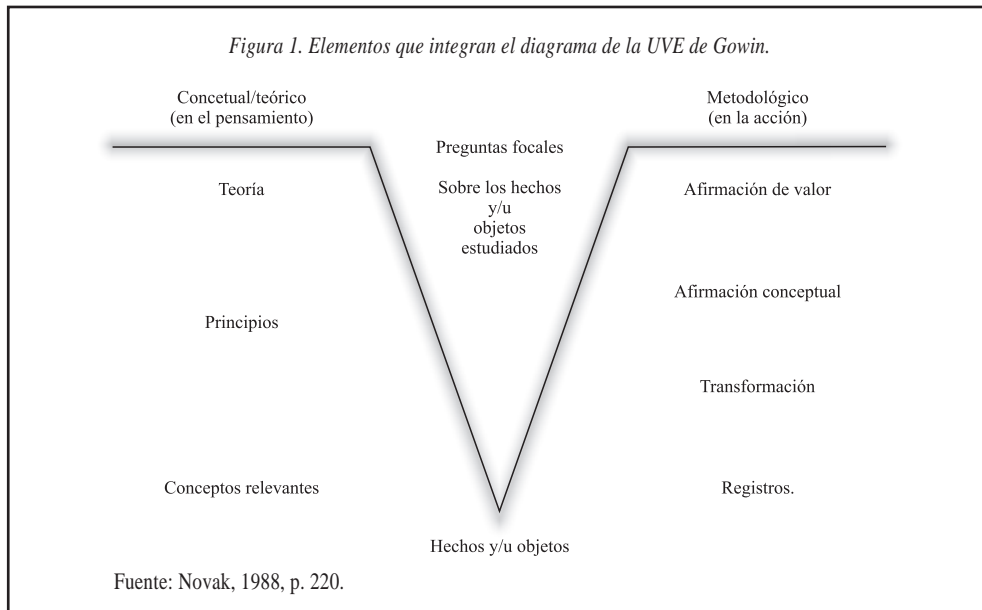 Figura 1. Elementos que integran el diagrama de la UVE de Gowin.
Concetual/teórico
(en el pensamiento)
Metodológico
(en la acción)
Preguntas focales
Teoría
Sobre los hechos
y/u
objetos
estudiados
Afirmación de valor
Afirmación conceptual
Principios
Transformación
Conceptos relevantes
Registros.
Hechos y/u objetos
Fuente: Novak, 1988, p. 220.